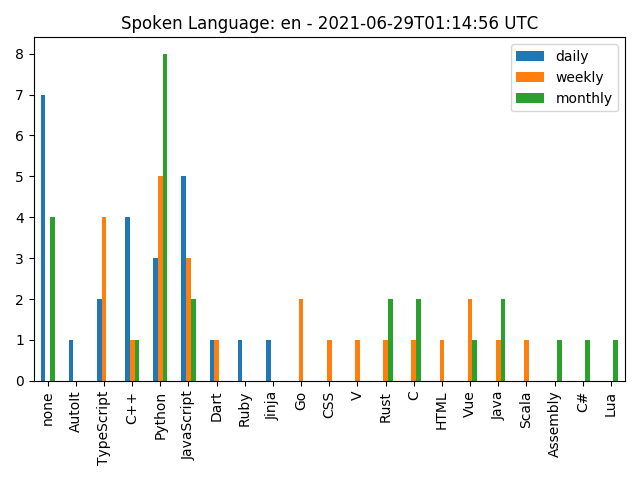 Spoken Language: en - 2021-06-29T01:14:56 UTC
daily
weekly
monthly
8
7
6
5
4
3
2
1
0
none
AutoIt
TypeScript
C++
Python
JavaScript
Dart
Ruby
Jinja
Go
CSS
V
Rust
C
HTML
Vue
Java
Scala
Assembly
C#
Lua